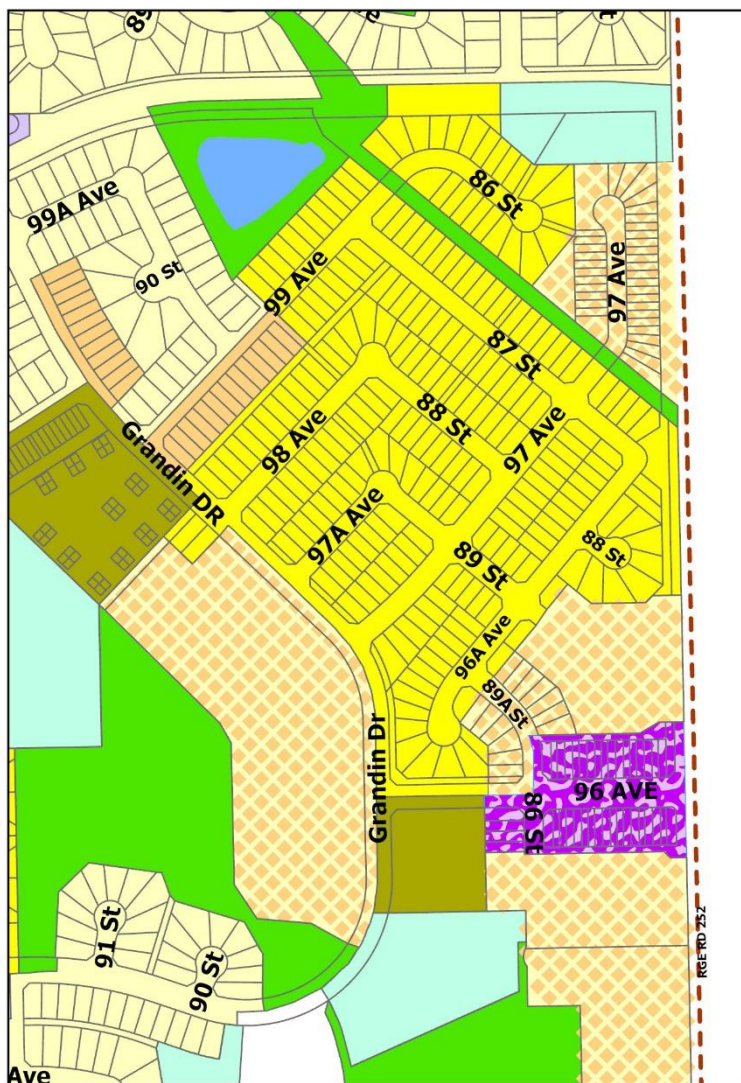 99A Ave
90 St
86 St
99 Ave
97 Ave
87 St
88 St
98 Ave
97 Ave
Grandin DR
97A Ave
89 St
88 St
96A Ave
89A St
Grandin Dr
96 AVE
86 St
91 St
90 St
RGE RD 252
Ave